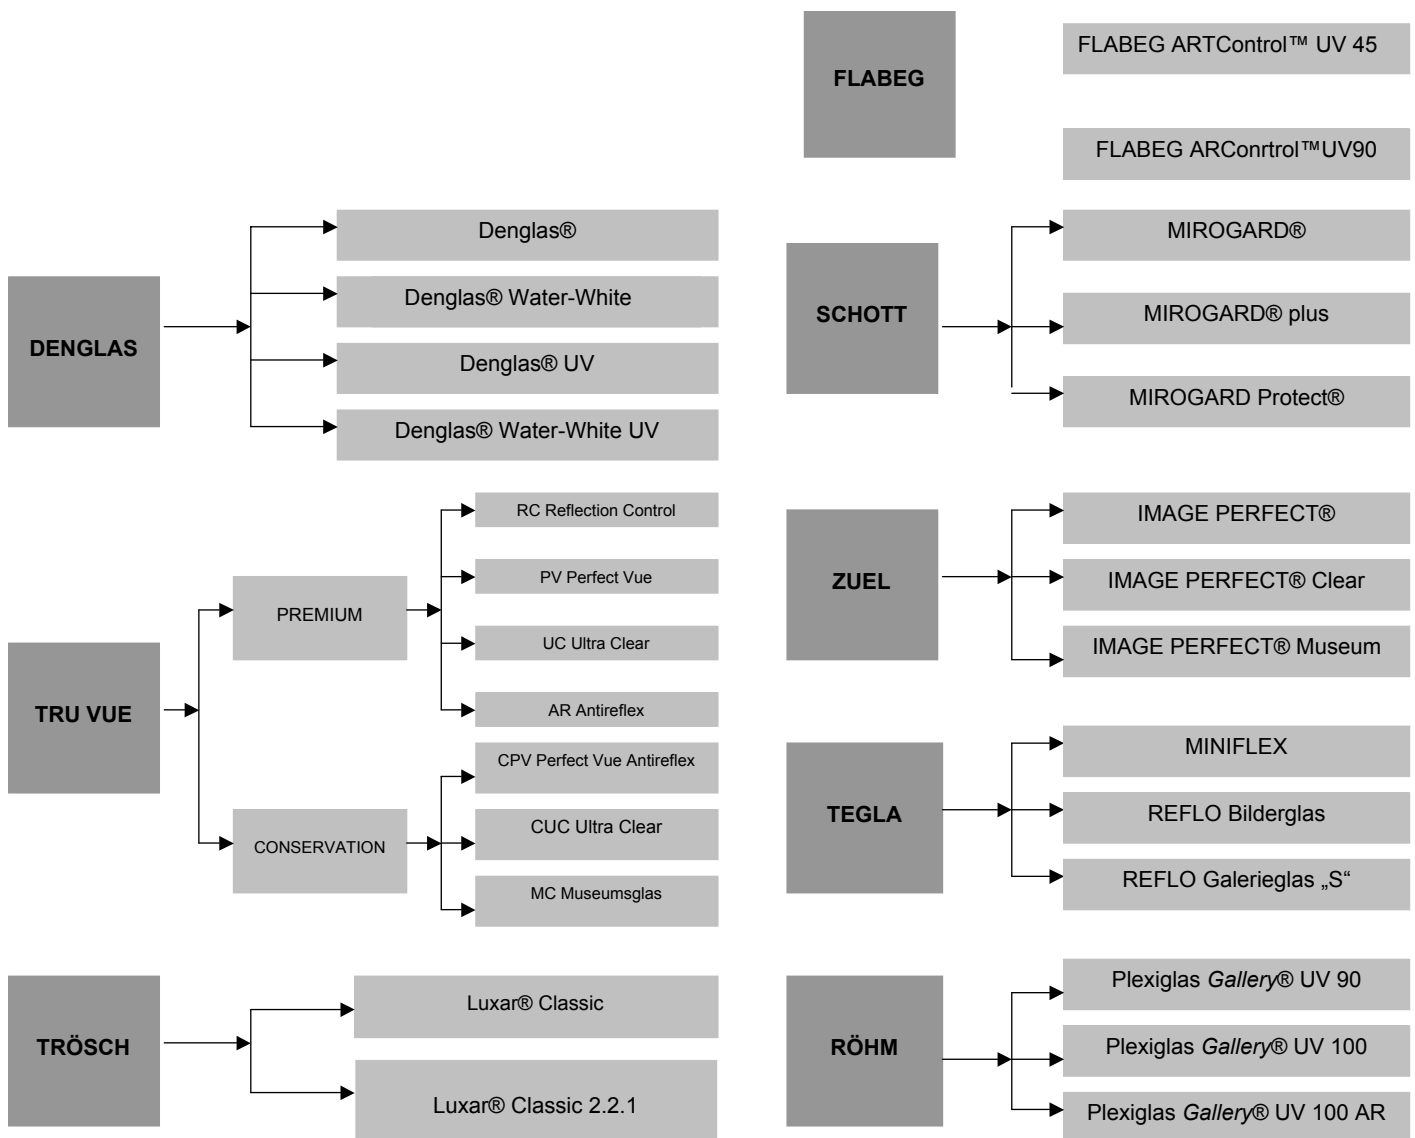 FLABEG
FLABEG ARTControl™ UV 45
FLABEG ARConrtrol™UV90
DENGLAS
Denglas®
Denglas® Water-White
Denglas® UV
Denglas® Water-White UV
SCHOTT
MIROGARD®
MIROGARD® plus
MIROGARD Protect®
TRU VUE
PREMIUM
RC Reflection Control
PV Perfect Vue
UC Ultra Clear
AR Antireflex
CONSERVATION
CPV Perfect Vue Antireflex
CUC Ultra Clear
MC Museumsglas
ZUEL
IMAGE PERFECT®
IMAGE PERFECT® Clear
IMAGE PERFECT® Museum
TEGLA
MINIFLEX
REFLO Bilderglas
REFLO Galerieglas „S“
TRÖSCH
Luxar® Classic
Luxar® Classic 2.2.1
RÖHM
Plexiglas Gallery® UV 90
Plexiglas Gallery® UV 100
Plexiglas Gallery® UV 100 AR